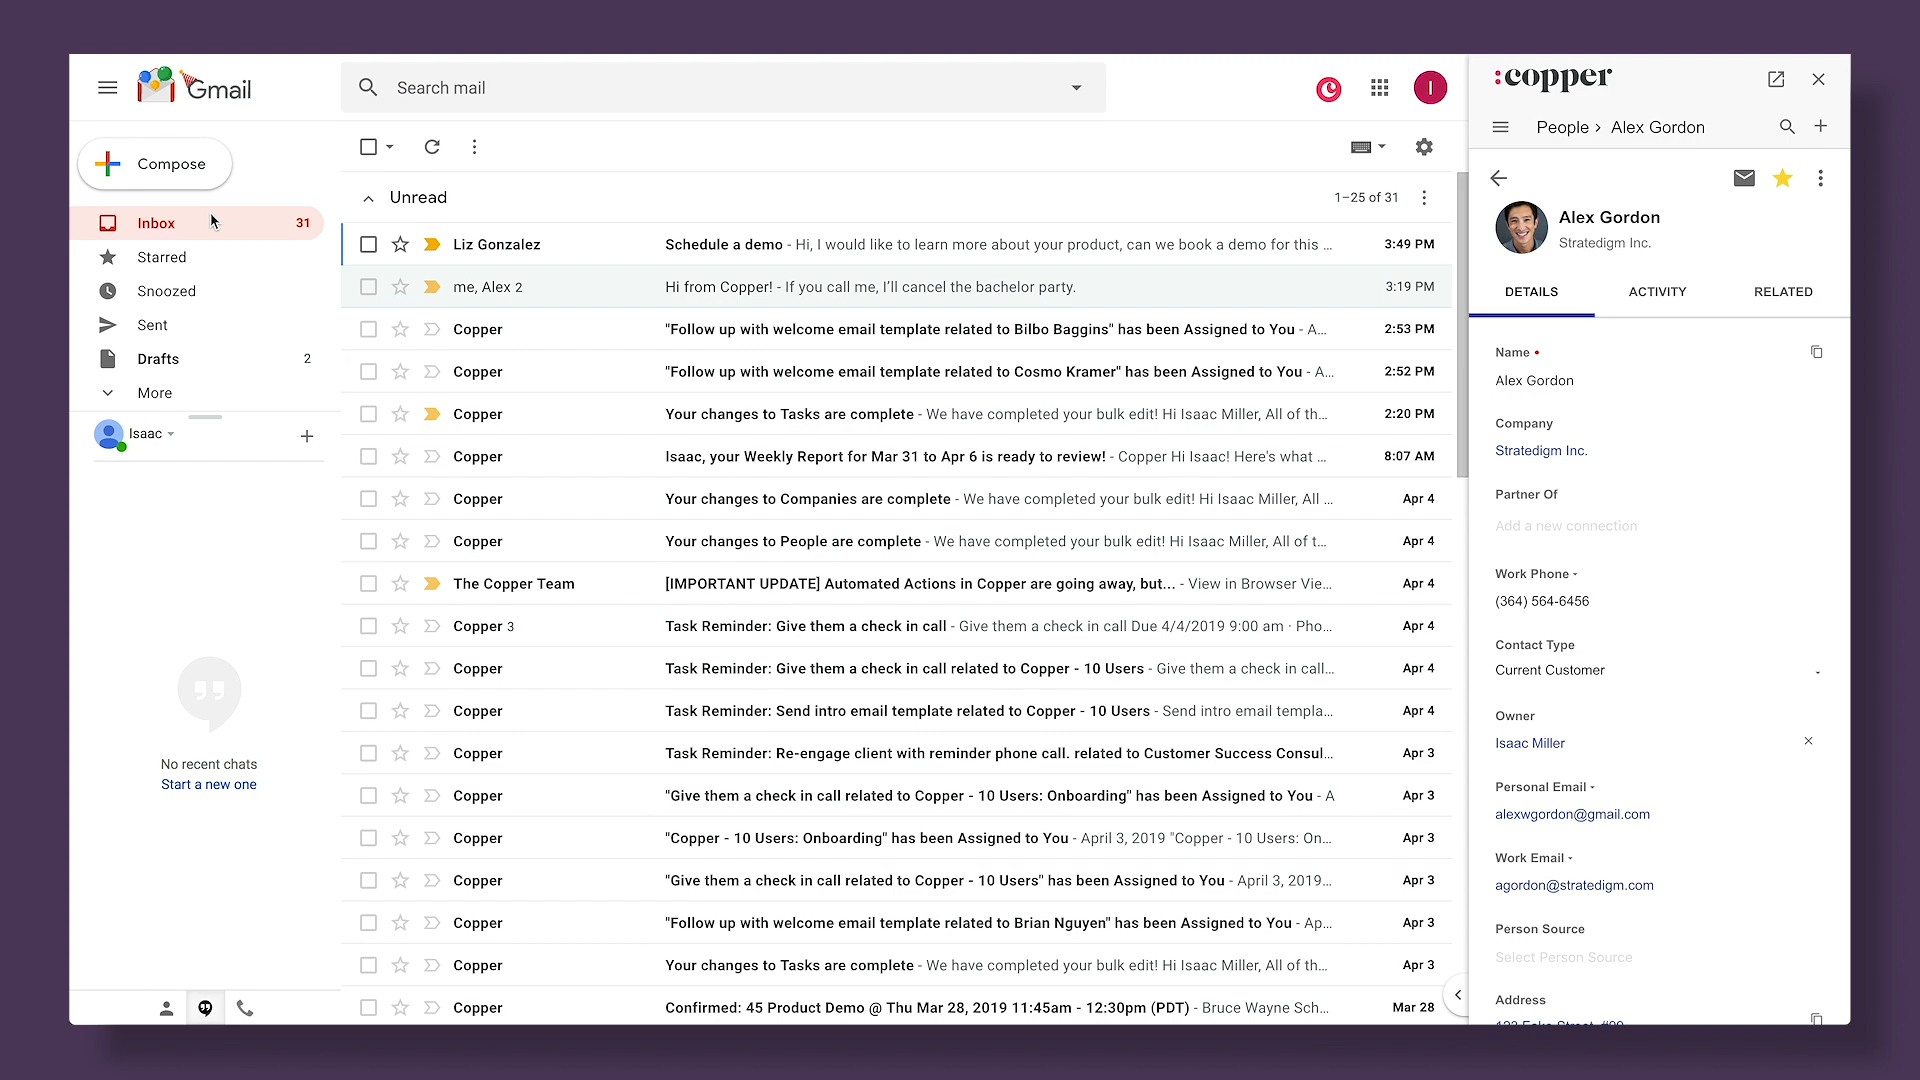 Gmail
Search mail
I
Compose
Inbox 31
Starred
Snoozed
Sent
Drafts 2
More
Isaac
No recent chats
Start a new one
Unread 1–25 of 31
Liz Gonzalez Schedule a demo - Hi, I would like to learn more about your product, can we book a demo for this ... 3:49 PM
me, Alex 2 Hi from Copper! - If you call me, I'll cancel the bachelor party. 3:19 PM
Copper "Follow up with welcome email template related to Bilbo Baggins" has been Assigned to You - A... 2:53 PM
Copper "Follow up with welcome email template related to Cosmo Kramer" has been Assigned to You - A... 2:52 PM
Copper Your changes to Tasks are complete - We have completed your bulk edit! Hi Isaac Miller, All of th... 2:20 PM
Copper Isaac, your Weekly Report for Mar 31 to Apr 6 is ready to review! - Copper Hi Isaac! Here's what ... 8:07 AM
Copper Your changes to Companies are complete - We have completed your bulk edit! Hi Isaac Miller, All ... Apr 4
Copper Your changes to People are complete - We have completed your bulk edit! Hi Isaac Miller, All of t... Apr 4
The Copper Team [IMPORTANT UPDATE] Automated Actions in Copper are going away, but... - View in Browser Vie... Apr 4
Copper 3 Task Reminder: Give them a check in call - Give them a check in call Due 4/4/2019 9:00 am · Pho... Apr 4
Copper Task Reminder: Give them a check in call related to Copper - 10 Users - Give them a check in call... Apr 4
Copper Task Reminder: Send intro email template related to Copper - 10 Users - Send intro email templa... Apr 4
Copper Task Reminder: Re-engage client with reminder phone call. related to Customer Success Consul... Apr 3
Copper "Give them a check in call related to Copper - 10 Users: Onboarding" has been Assigned to You - A Apr 3
Copper "Copper - 10 Users: Onboarding" has been Assigned to You - April 3, 2019 "Copper - 10 Users: On... Apr 3
Copper "Give them a check in call related to Copper - 10 Users" has been Assigned to You - April 3, 2019... Apr 3
Copper "Follow up with welcome email template related to Brian Nguyen" has been Assigned to You - Ap... Apr 3
Copper Your changes to Tasks are complete - We have completed your bulk edit! Hi Isaac Miller, All of th... Apr 3
Copper Confirmed: 45 Product Demo @ Thu Mar 28, 2019 11:45am - 12:30pm (PDT) - Bruce Wayne Sch... Mar 28
:copper
People › Alex Gordon
Alex Gordon
Stratedigm Inc.
DETAILS ACTIVITY RELATED
Name
Alex Gordon
Company
Stratedigm Inc.
Partner Of
Add a new connection
Work Phone
(364) 564-6456
Contact Type
Current Customer
Owner
Isaac Miller
Personal Email
alexwgordon@gmail.com
Work Email
agordon@stratedigm.com
Person Source
Select Person Source
Address